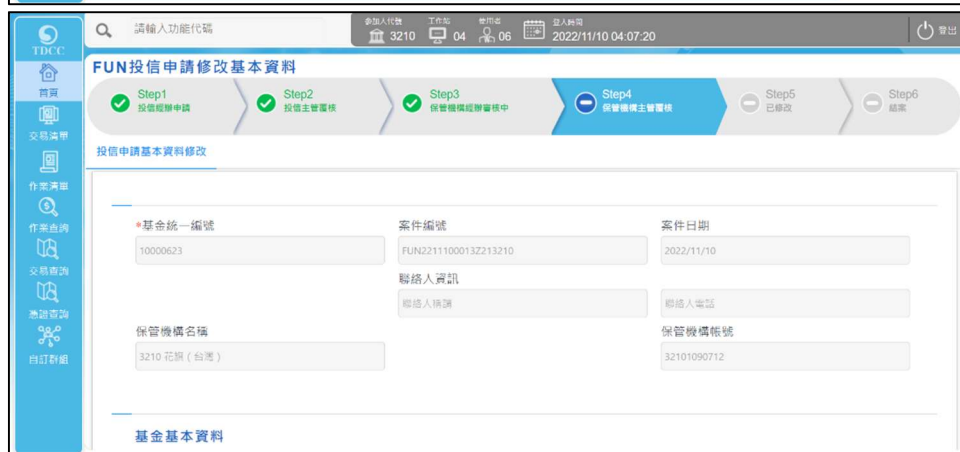 TDCC
請輸入功能代碼
參加人代號 3210
工作站 04
使用者 06
登入時間 2022/11/10 04:07:20
登出
首頁
交易清單
作業清單
作業查詢
交易查詢
憑證查詢
自訂群組
FUN投信申請修改基本資料
Step1 投信經辦申請
Step2 投信主管覆核
Step3 保管機構經辦審核中
Step4 保管機構主管覆核
Step5 已修改
Step6 結案
投信申請基本資料修改
*基金統一編號
10000623
案件編號
FUN2211100013Z213210
案件日期
2022/11/10
聯絡人資訊
聯絡人稱謂
聯絡人電話
保管機構名稱
3210 花旗（台灣）
保管機構帳號
32101090712
基金基本資料